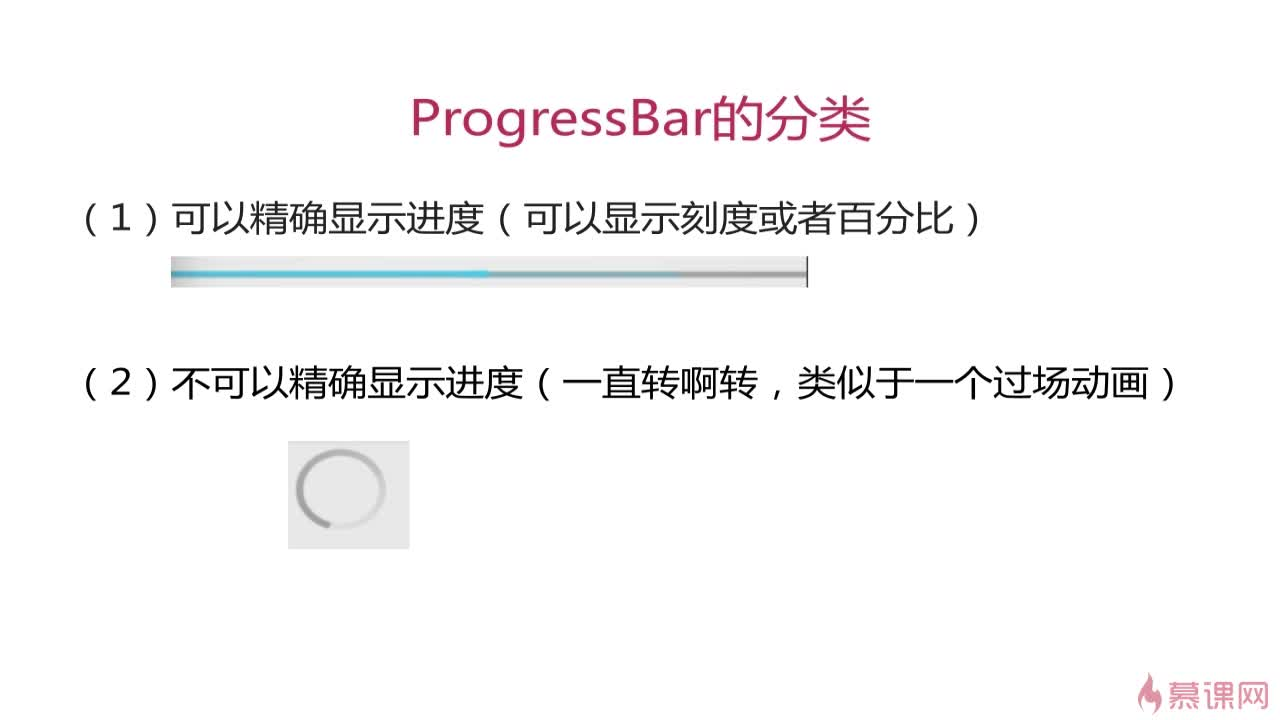 ProgressBar的分类
（1）可以精确显示进度（可以显示刻度或者百分比）
（2）不可以精确显示进度（一直转啊转，类似于一个过场动画）
慕课网